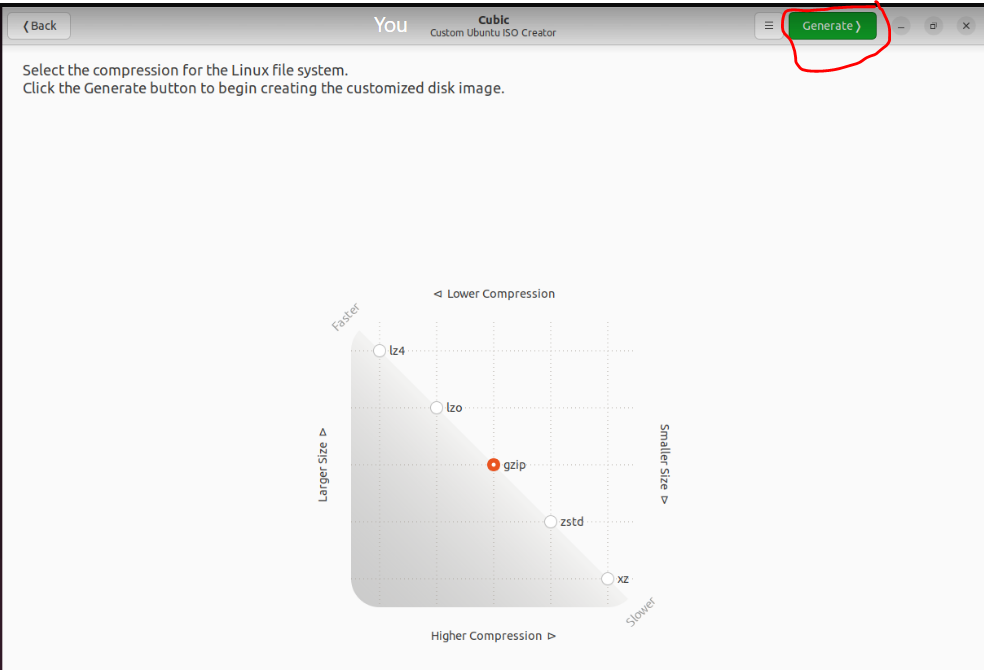 ❬Back
You
Cubic
Custom Ubuntu ISO Creator
Generate❭
Select the compression for the Linux file system.
Click the Generate button to begin creating the customized disk image.
⊲ Lower Compression
Faster
lz4
lzo
Larger Size ⊳
gzip
Smaller Size ⊳
zstd
xz
Slower
Higher Compression ⊳